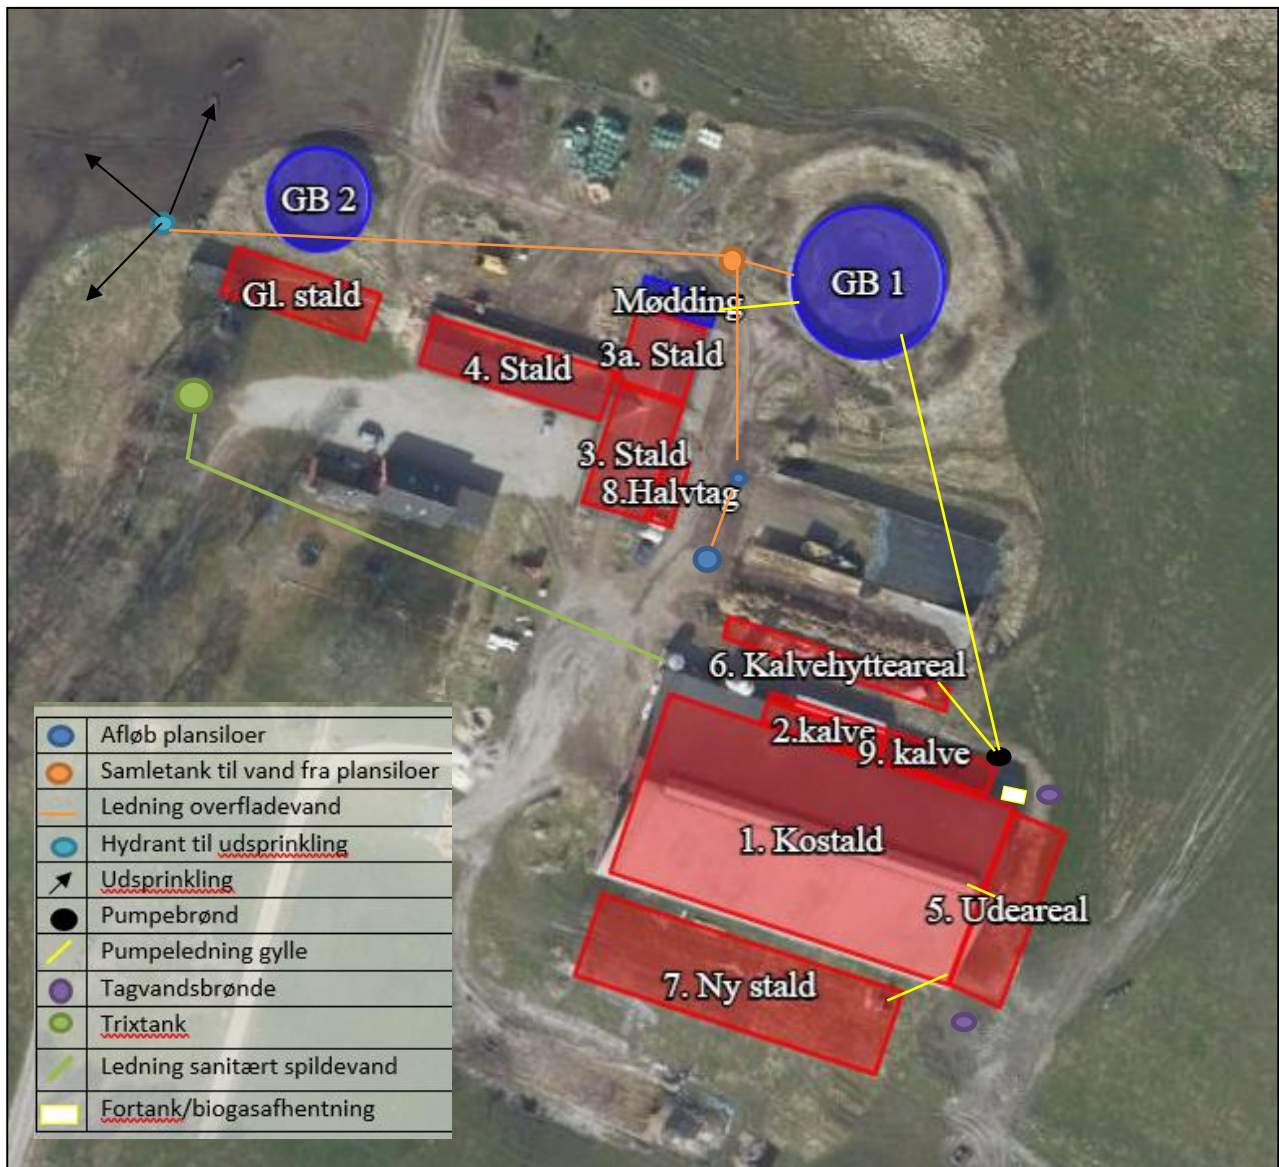 GB 2
GB 1
Gl. stald
Mødding
4. Stald
3a. Stald
3. Stald
8.Halvtag
6. Kalvehytteareal
2.kalve
9. kalve
1. Kostald
5. Udeareal
7. Ny stald
Afløb plansiloer
Samletank til vand fra plansiloer
Ledning overfladevand
Hydrant til udsprinkling
Udsprinkling
Pumpebrønd
Pumpeledning gylle
Tagvandsbrønde
Trixtank
Ledning sanitært spildevand
Fortank/biogasafhentning